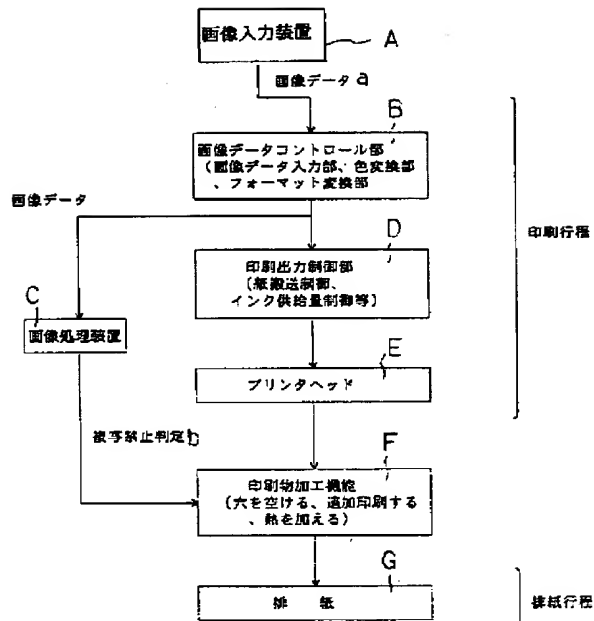 画像入力装置
A
画像データa
B
画像データコントロール部
(画像データ入力部、色変換部
、フォーマット変換部
画像データ
印刷行程
D
印刷出力制御部
(紙搬送制御、
インク供給量制御等)
C
画像処理装置
E
プリンタヘッド
複写禁止判定b
F
印刷物加工機能
(穴を空ける、追加印刷する
、熱を加える)
G
排 紙
排紙行程